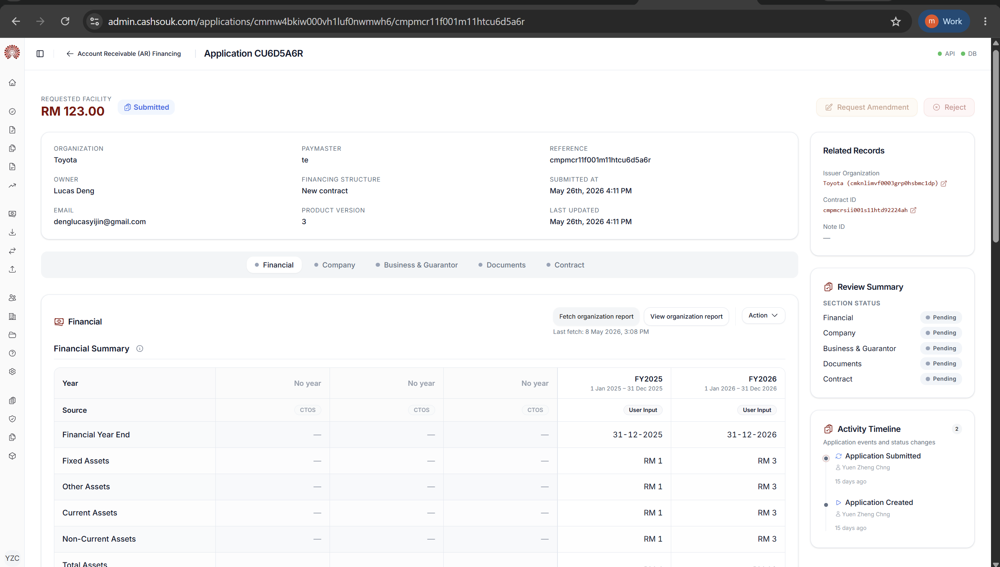 admin.cashsouk.com/applications/cmmw4bkiw000vh1luf0nwmwh6/cmpmcr11f001m11htcu6d5a6r
m Work
Account Receivable (AR) Financing
Application CU6D5A6R
API DB
REQUESTED FACILITY
RM 123.00
Submitted
Request Amendment
Reject
ORGANIZATION
Toyota
PAYMASTER
te
REFERENCE
cmpmcr11f001m11htcu6d5a6r
OWNER
Lucas Deng
FINANCING STRUCTURE
New contract
SUBMITTED AT
May 26th, 2026 4:11 PM
EMAIL
denglucasyijin@gmail.com
PRODUCT VERSION
3
LAST UPDATED
May 26th, 2026 4:11 PM
Related Records
Issuer Organization
Toyota (cmknlimvf0003grp0hsbmc1dp)
Contract ID
cmpmcrsii001s11htd92224ah
Note ID
—
Financial Company Business & Guarantor Documents Contract
Financial
Fetch organization report
View organization report
Action
Last fetch: 8 May 2026, 3:08 PM
Financial Summary
Year No year No year No year FY2025 FY2026
1 Jan 2025 – 31 Dec 2025 1 Jan 2026 – 31 Dec 2026
Source CTOS CTOS CTOS User Input User Input
Financial Year End — — — 31-12-2025 31-12-2026
Fixed Assets — — — RM 1 RM 3
Other Assets — — — RM 1 RM 3
Current Assets — — — RM 1 RM 3
Non-Current Assets — — — RM 1 RM 3
Total Assets
Review Summary
SECTION STATUS
Financial Pending
Company Pending
Business & Guarantor Pending
Documents Pending
Contract Pending
Activity Timeline 2
Application events and status changes
Application Submitted
Yuen Zheng Chng
15 days ago
Application Created
Yuen Zheng Chng
15 days ago
YZC